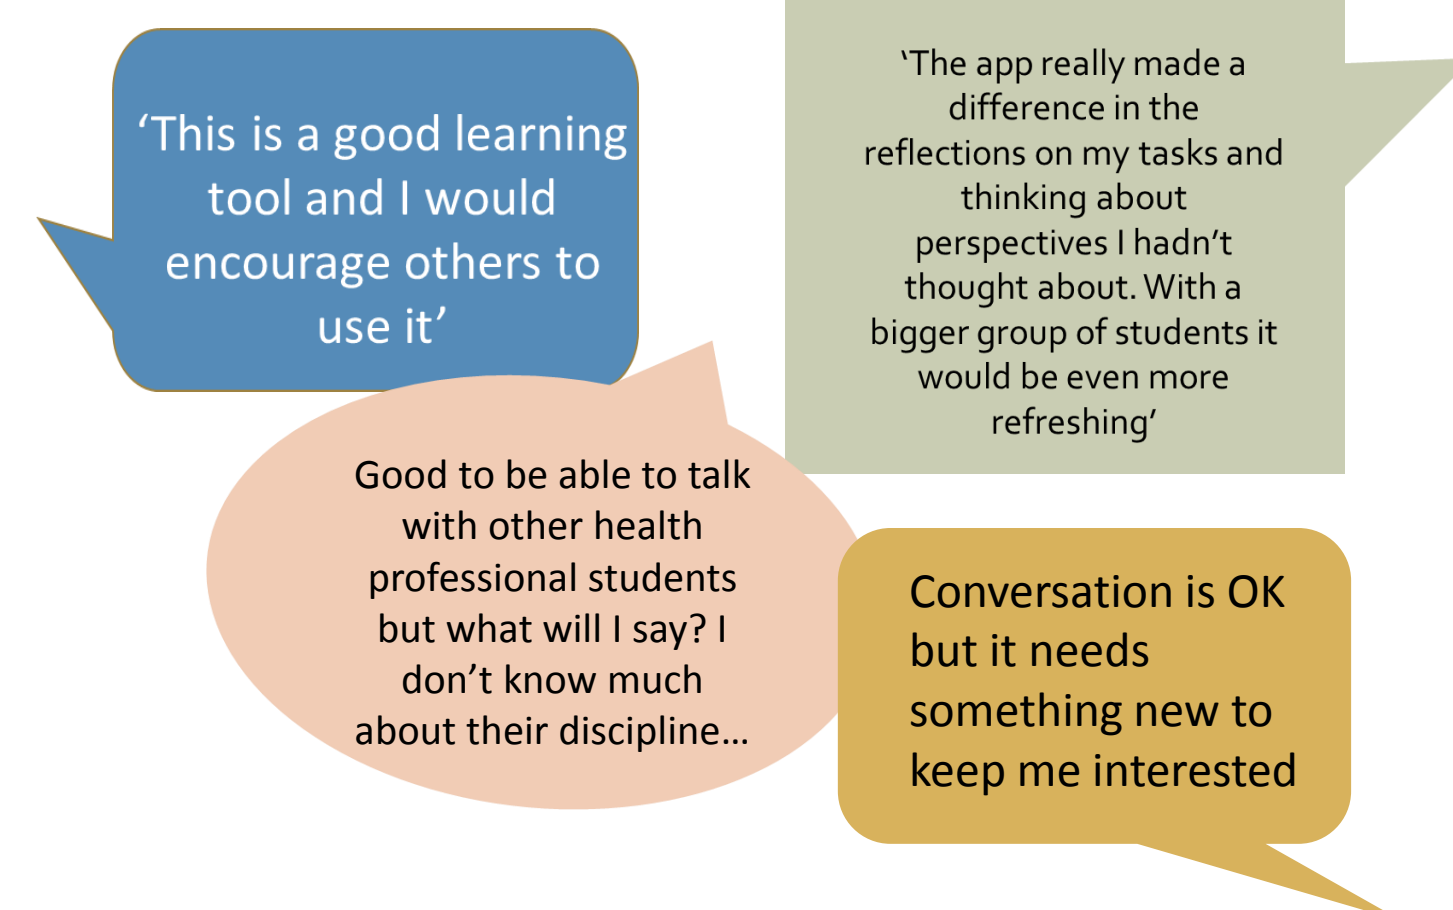 ‘This is a good learning
tool and I would
encourage others to
use it’
‘The app really made a
difference in the
reflections on my tasks and
thinking about
perspectives I hadn’t
thought about. With a
bigger group of students it
would be even more
refreshing’
Good to be able to talk
with other health
professional students
but what will I say? I
don’t know much
about their discipline…
Conversation is OK
but it needs
something new to
keep me interested